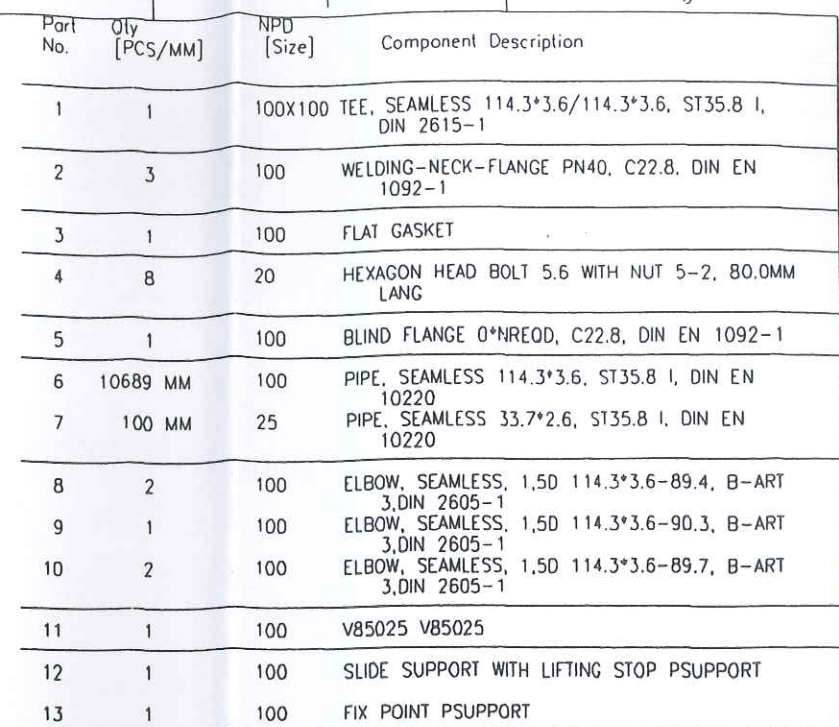 Part Qty NPD
No. [PCS/MM] [Size] Component Description
1 1 100X100 TEE, SEAMLESS 114.3*3.6/114.3*3.6, ST35.8 I,
DIN 2615-1
2 3 100 WELDING-NECK-FLANGE PN40, C22.8, DIN EN
1092-1
3 1 100 FLAT GASKET
4 8 20 HEXAGON HEAD BOLT 5.6 WITH NUT 5-2, 80.0MM
LANG
5 1 100 BLIND FLANGE 0*NREQD, C22.8, DIN EN 1092-1
6 10689 MM 100 PIPE, SEAMLESS 114.3*3.6, ST35.8 I, DIN EN
10220
7 100 MM 25 PIPE, SEAMLESS 33.7*2.6, ST35.8 I, DIN EN
10220
8 2 100 ELBOW, SEAMLESS, 1,5D 114.3*3.6-89.4, B-ART
3,DIN 2605-1
9 1 100 ELBOW, SEAMLESS, 1,5D 114.3*3.6-90.3, B-ART
3,DIN 2605-1
10 2 100 ELBOW, SEAMLESS, 1,5D 114.3*3.6-89.7, B-ART
3,DIN 2605-1
11 1 100 V85025 V85025
12 1 100 SLIDE SUPPORT WITH LIFTING STOP PSUPPORT
13 1 100 FIX POINT PSUPPORT